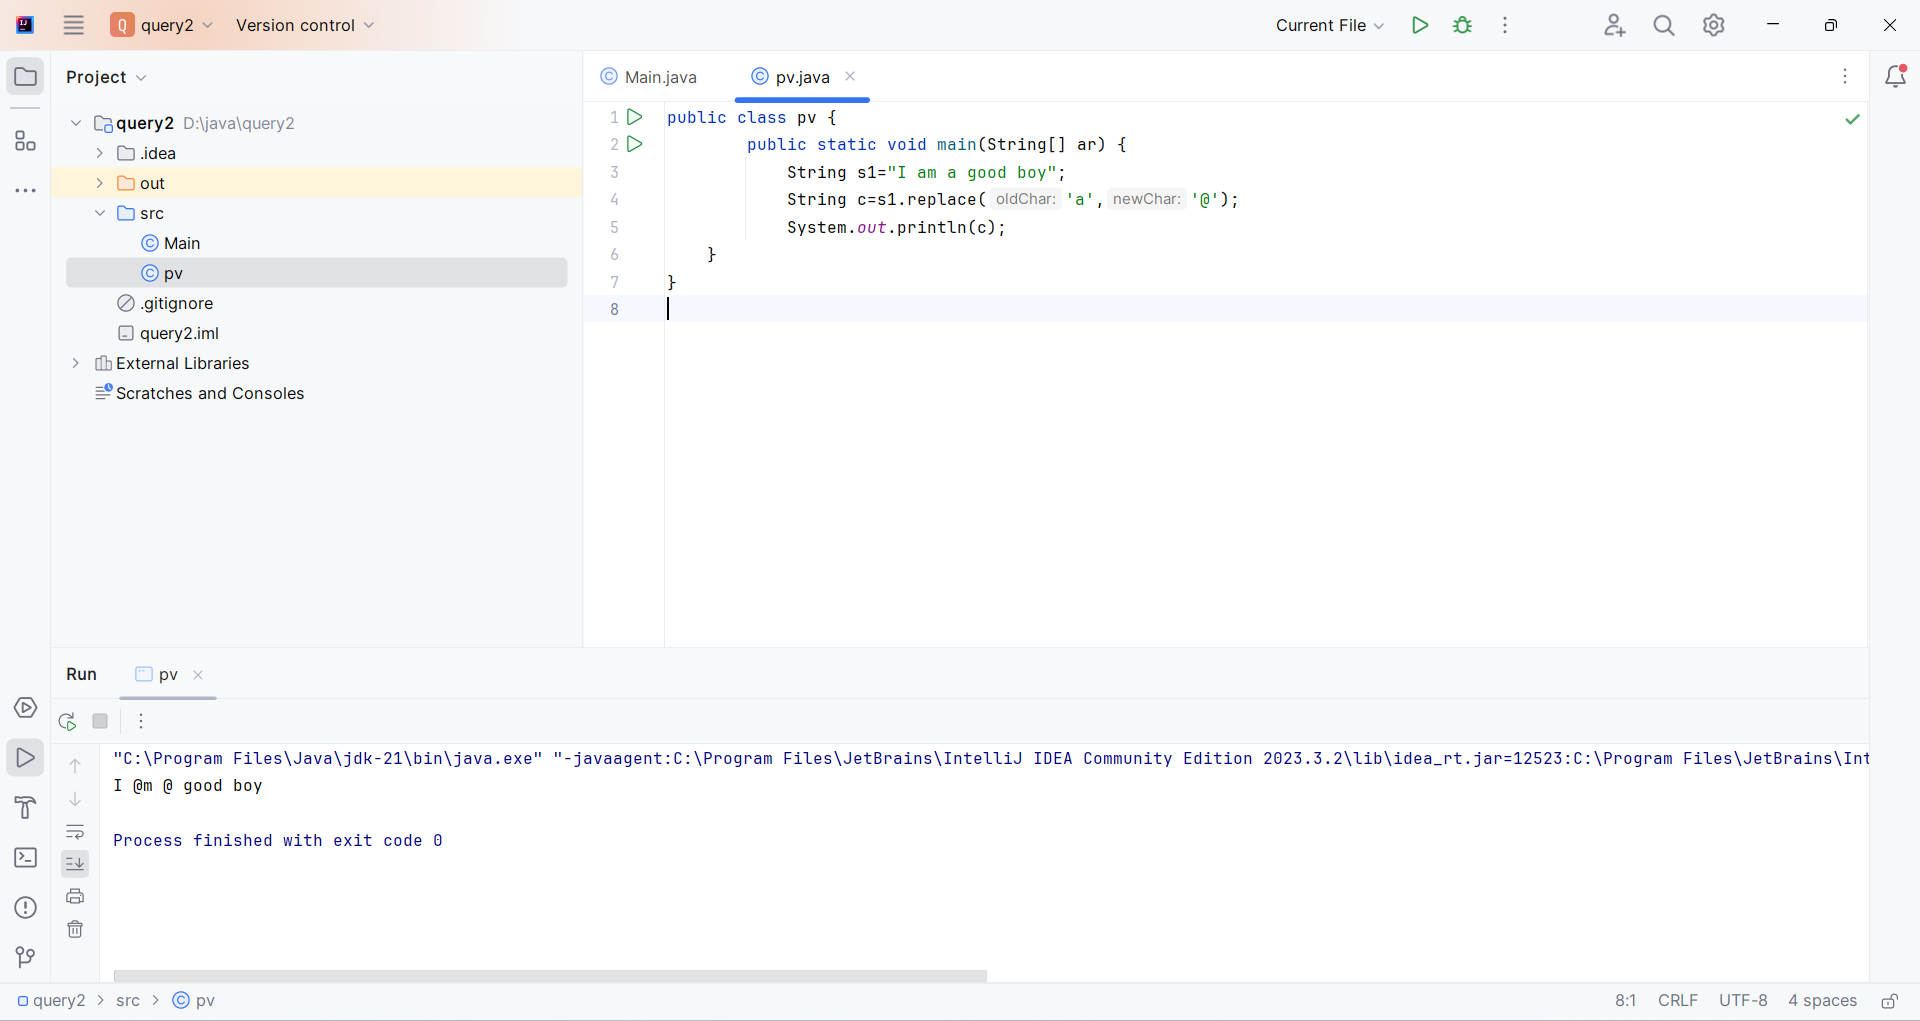 Q query2 Version control Current File
Project Main.java pv.java
query2 D:\java\query2
.idea
out
src
Main
pv
.gitignore
query2.iml
External Libraries
Scratches and Consoles
1 public class pv {
2 public static void main(String[] ar) {
3 String s1="I am a good boy";
4 String c=s1.replace( oldChar: 'a', newChar: '@');
5 System.out.println(c);
6 }
7 }
8
Run pv
"C:\Program Files\Java\jdk-21\bin\java.exe" "-javaagent:C:\Program Files\JetBrains\IntelliJ IDEA Community Edition 2023.3.2\lib\idea_rt.jar=12523:C:\Program Files\JetBrains\Int
I @m @ good boy
Process finished with exit code 0
query2 > src > pv 8:1 CRLF UTF-8 4 spaces